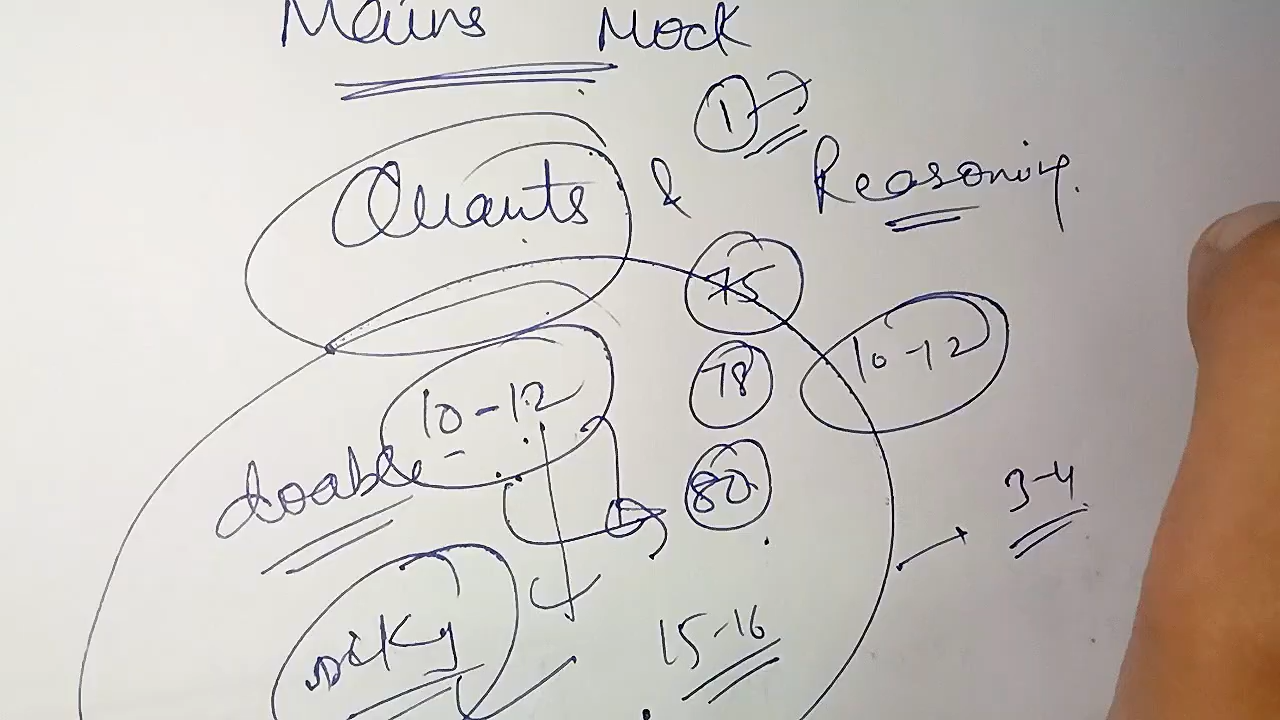 Mains Mock
1
Quants & Reasoning.
75
10-12 78 10-12
doable 80 3-4
risky 15-16